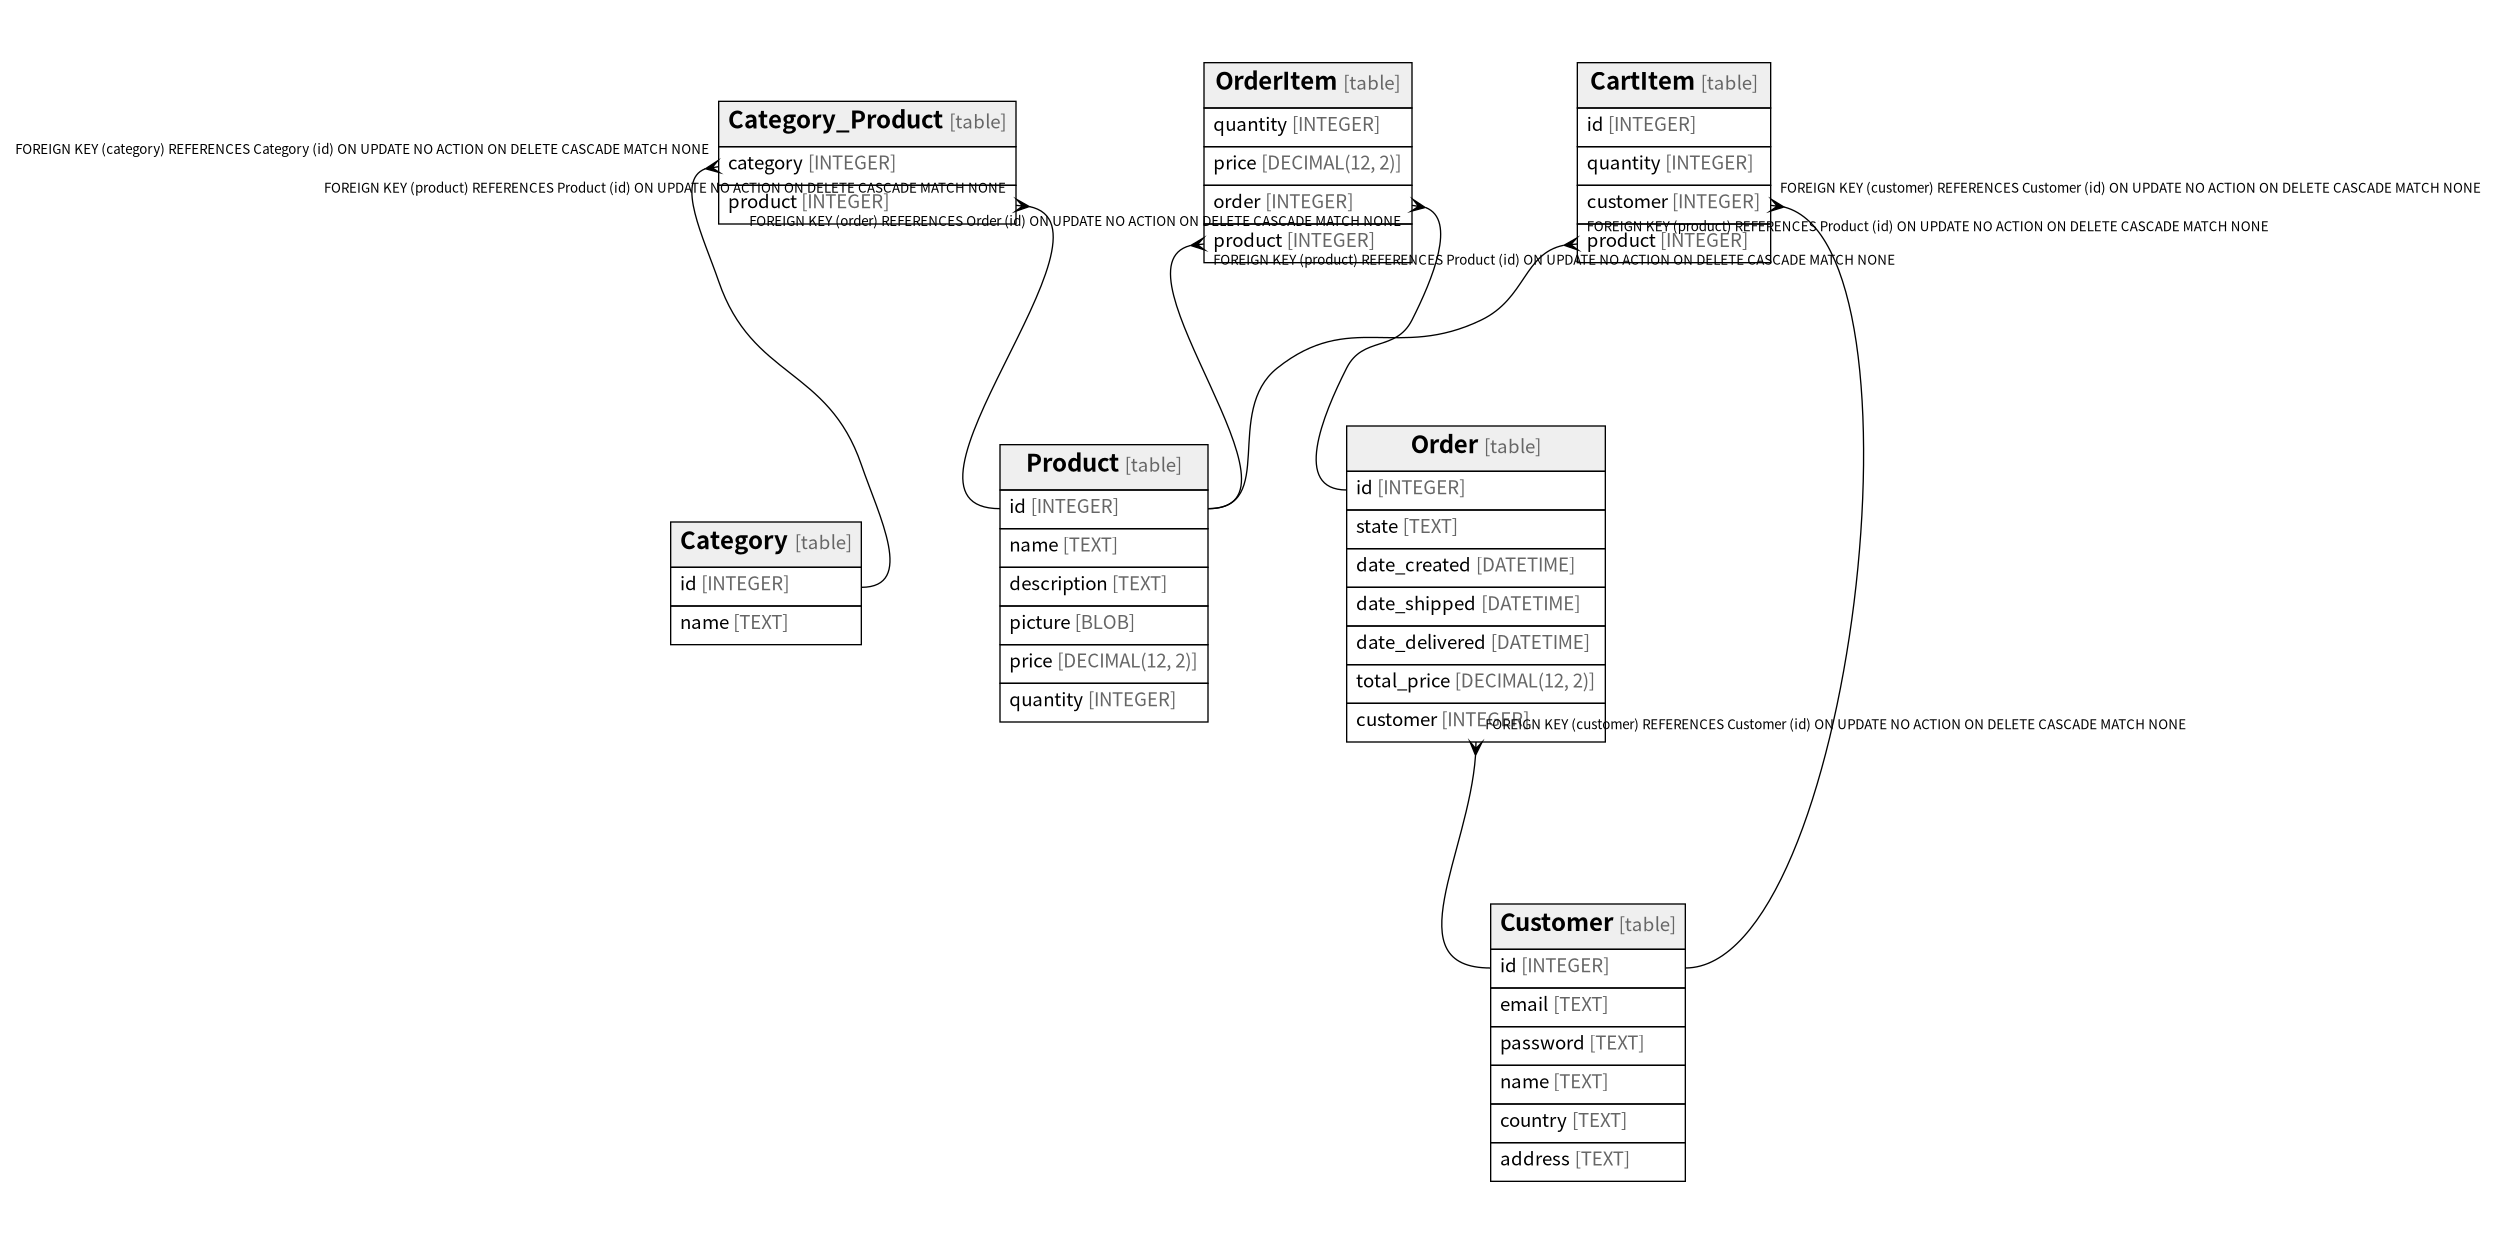 OrderItem [table]
quantity [INTEGER]
price [DECIMAL(12, 2)]
order [INTEGER]
product [INTEGER]
CartItem [table]
id [INTEGER]
quantity [INTEGER]
customer [INTEGER]
product [INTEGER]
Category_Product [table]
category [INTEGER]
product [INTEGER]
FOREIGN KEY (category) REFERENCES Category (id) ON UPDATE NO ACTION ON DELETE CASCADE MATCH NONE
FOREIGN KEY (product) REFERENCES Product (id) ON UPDATE NO ACTION ON DELETE CASCADE MATCH NONE
FOREIGN KEY (customer) REFERENCES Customer (id) ON UPDATE NO ACTION ON DELETE CASCADE MATCH NONE
FOREIGN KEY (order) REFERENCES Order (id) ON UPDATE NO ACTION ON DELETE CASCADE MATCH NONE
FOREIGN KEY (product) REFERENCES Product (id) ON UPDATE NO ACTION ON DELETE CASCADE MATCH NONE
FOREIGN KEY (product) REFERENCES Product (id) ON UPDATE NO ACTION ON DELETE CASCADE MATCH NONE
Category [table]
id [INTEGER]
name [TEXT]
Product [table]
id [INTEGER]
name [TEXT]
description [TEXT]
picture [BLOB]
price [DECIMAL(12, 2)]
quantity [INTEGER]
Order [table]
id [INTEGER]
state [TEXT]
date_created [DATETIME]
date_shipped [DATETIME]
date_delivered [DATETIME]
total_price [DECIMAL(12, 2)]
customer [INTEGER]
FOREIGN KEY (customer) REFERENCES Customer (id) ON UPDATE NO ACTION ON DELETE CASCADE MATCH NONE
Customer [table]
id [INTEGER]
email [TEXT]
password [TEXT]
name [TEXT]
country [TEXT]
address [TEXT]